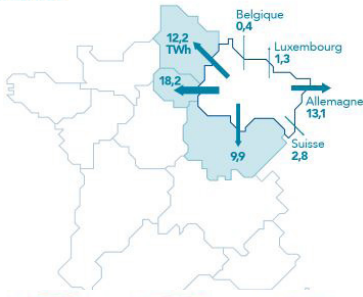 Belgique
0,4
12,2
TWh
Luxembourg
1,3
18,2
Allemagne
13,1
Suisse
2,8
9,9